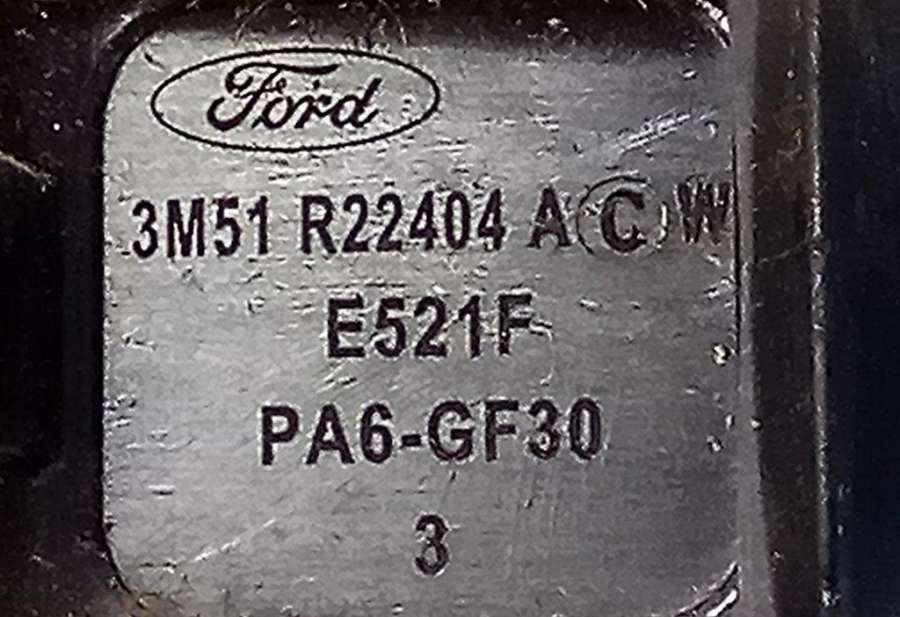 Ford
3M51 R22404 A C W
E521F
PA6-GF30
3